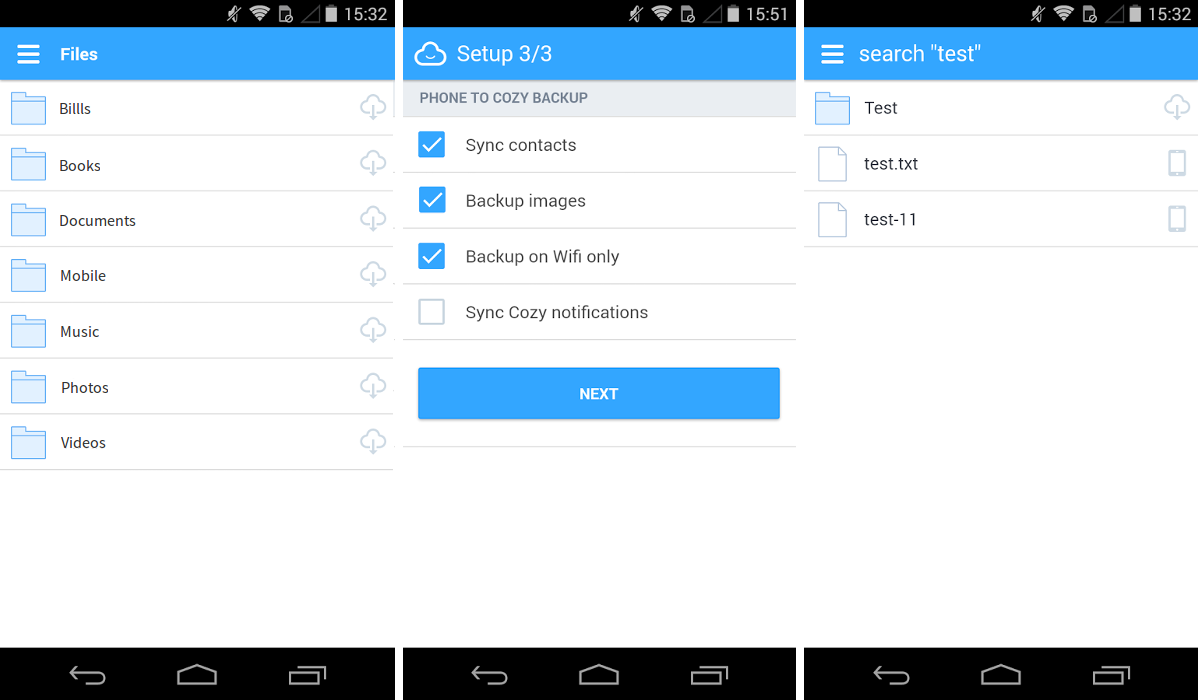 15:32
Files
Billls
Books
Documents
Mobile
Music
Photos
Videos
15:51
Setup 3/3
PHONE TO COZY BACKUP
Sync contacts
Backup images
Backup on Wifi only
Sync Cozy notifications
NEXT
15:32
search "test"
Test
test.txt
test-11